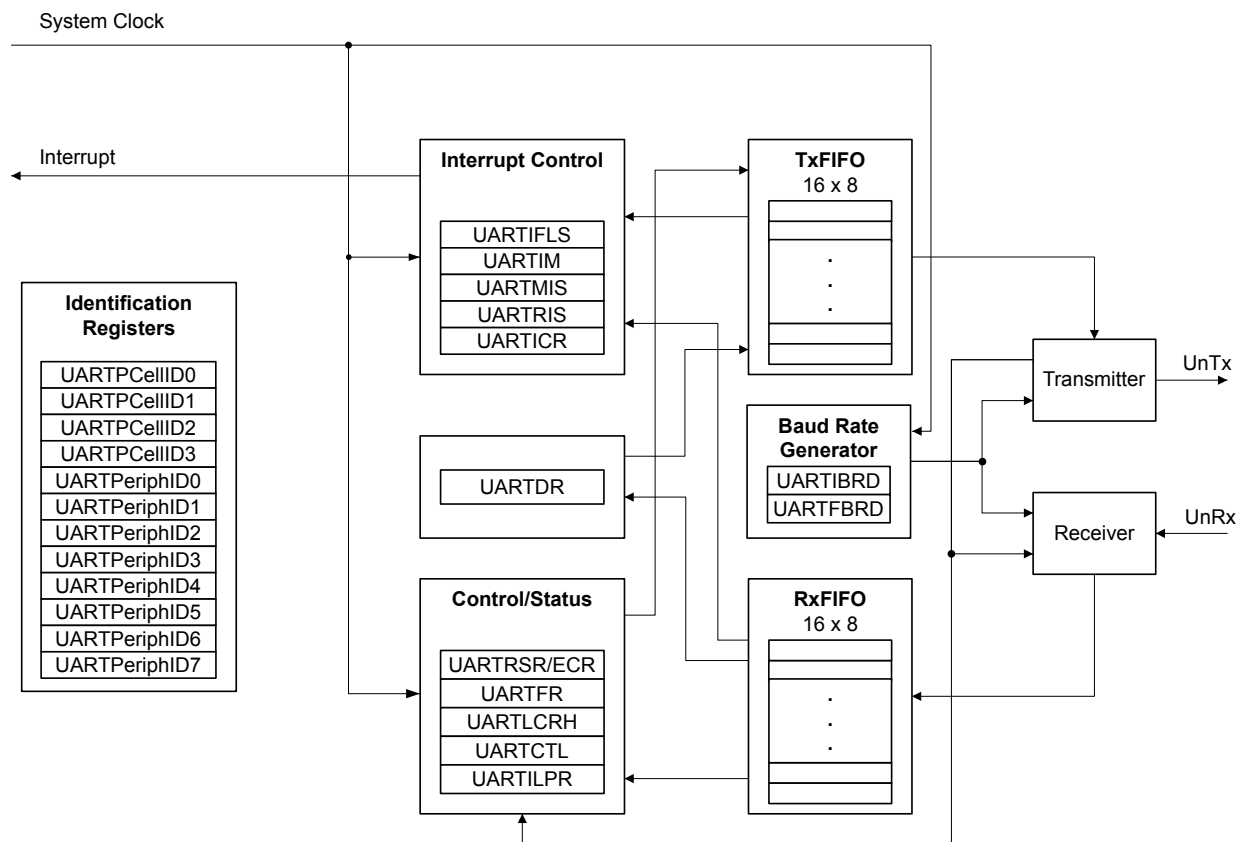 System Clock
Interrupt
Identification
Registers
UARTPCellID0
UARTPCellID1
UARTPCellID2
UARTPCellID3
UARTPeriphID0
UARTPeriphID1
UARTPeriphID2
UARTPeriphID3
UARTPeriphID4
UARTPeriphID5
UARTPeriphID6
UARTPeriphID7
Interrupt Control
UARTIFLS
UARTIM
UARTMIS
UARTRIS
UARTICR
UARTDR
Control/Status
UARTRSR/ECR
UARTFR
UARTLCRH
UARTCTL
UARTILPR
TxFIFO
16 x 8
.
.
.
Baud Rate
Generator
UARTIBRD
UARTFBRD
RxFIFO
16 x 8
.
.
.
Transmitter
UnTx
Receiver
UnRx